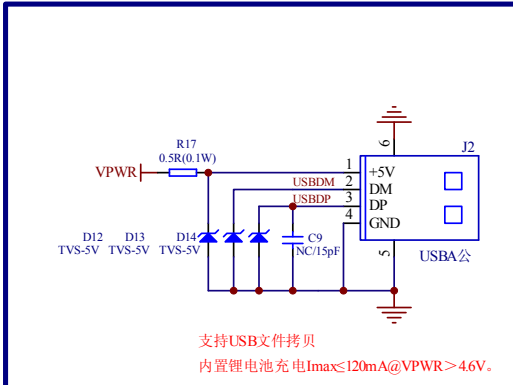 6
J2
R17
0.5R(0.1W)
VPWR
1
+5V
USBDM
2
DM
USBDP
3
DP
4
GND
D12 D13 D14
TVS-5V TVS-5V TVS-5V
C9
NC/15pF
5
USBA公
支持USB文件拷贝
内置锂电池充电Imax≤120mA@VPWR＞4.6V。